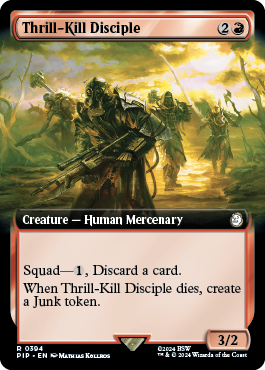 Thrill-Kill Disciple 2
Creature — Human Mercenary
Squad—1, Discard a card.
When Thrill-Kill Disciple dies, create
a Junk token.
R 0394
PIP • EN Mathias Kollros
©2024 BSW
™ & © 2024 Wizards of the Coast
3/2